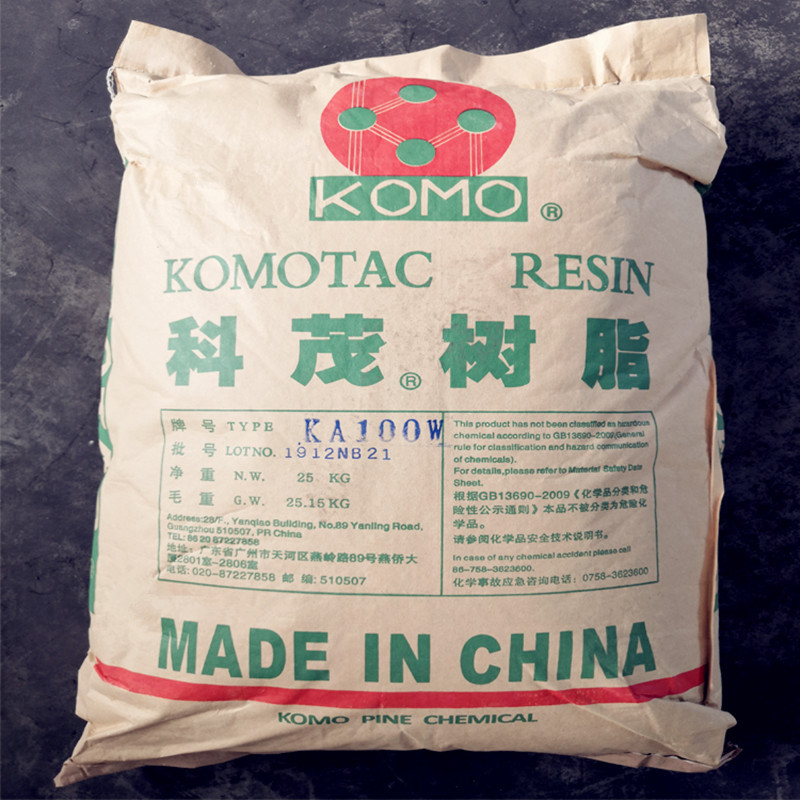 KOMO ®
KOMOTAC RESIN
科茂®树脂
牌 号 TYPE KA100W
批 号 LOTNO. 1912NB21
净 重 N.W. 25 KG
毛 重 G.W. 25.15 KG
Address:28/F., Yanqiao Building, No.89 Yanling Road,
Guangzhou 510507, PR China
TEL: 86 20 87227858
地址: 广东省广州市天河区燕岭路89号燕侨大
厦2801室-2806室
电话: 020-87227858 邮 编: 510507
This product has not been classified as hazardous
chemical according to GB13690-2009(General
rule for classification and hazard communication
of chemicals).
For details,please refer to Material Safety Data
Sheet.
根据GB13690-2009《化学品分类和危
险性公示通则》本品不被分类为危险化
学品。
请参阅化学品安全技术说明书。
In case of any chemical accident please call
86-758-3623600.
化学事故应急咨询电话: 0758-3623600
MADE IN CHINA
KOMO PINE CHEMICAL